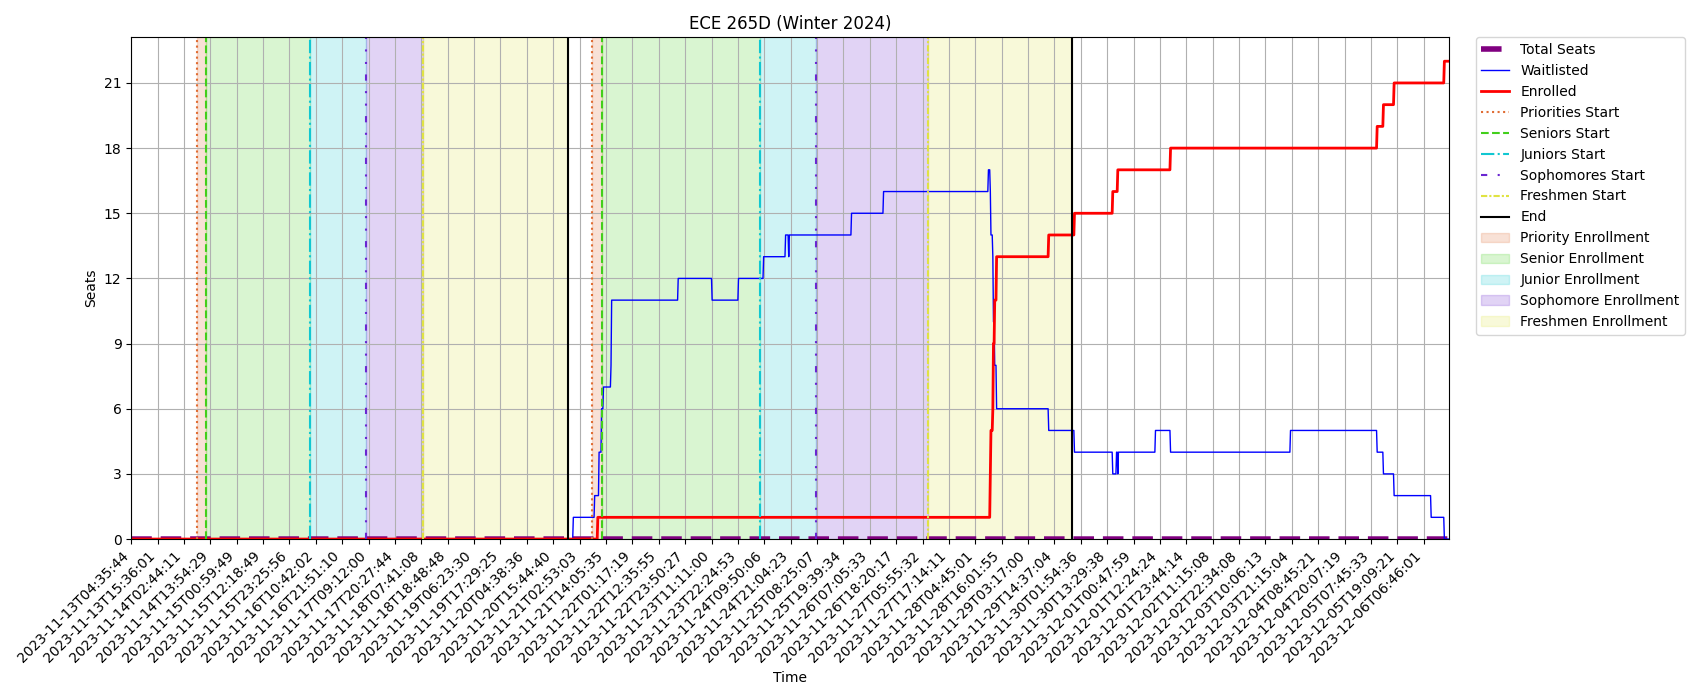 ECE 265D (Winter 2024)
Seats
21
18
15
12
9
6
3
0
2023-11-13T04:35:44
2023-11-13T15:36:01
2023-11-14T02:44:11
2023-11-14T13:54:29
2023-11-15T00:59:49
2023-11-15T12:18:49
2023-11-15T23:25:56
2023-11-16T10:42:02
2023-11-16T21:51:10
2023-11-17T09:12:00
2023-11-17T20:27:44
2023-11-18T07:41:08
2023-11-18T18:48:48
2023-11-19T06:23:30
2023-11-19T17:29:25
2023-11-20T04:38:36
2023-11-20T15:44:40
2023-11-21T02:53:03
2023-11-21T14:05:35
2023-11-22T01:17:19
2023-11-22T12:35:55
2023-11-22T23:50:27
2023-11-23T11:11:00
2023-11-23T22:24:53
2023-11-24T09:50:06
2023-11-24T21:04:23
2023-11-25T08:25:07
2023-11-25T19:39:34
2023-11-26T07:05:33
2023-11-26T18:20:17
2023-11-27T05:55:32
2023-11-27T17:14:11
2023-11-28T04:45:01
2023-11-28T16:01:55
2023-11-29T03:17:00
2023-11-29T14:37:04
2023-11-30T01:54:36
2023-11-30T13:29:38
2023-12-01T00:47:59
2023-12-01T12:24:24
2023-12-01T23:44:14
2023-12-02T11:15:08
2023-12-02T22:34:08
2023-12-03T10:06:13
2023-12-03T21:15:04
2023-12-04T08:45:21
2023-12-04T20:07:19
2023-12-05T07:45:33
2023-12-05T19:09:21
2023-12-06T06:46:01
Time
Total Seats
Waitlisted
Enrolled
Priorities Start
Seniors Start
Juniors Start
Sophomores Start
Freshmen Start
End
Priority Enrollment
Senior Enrollment
Junior Enrollment
Sophomore Enrollment
Freshmen Enrollment